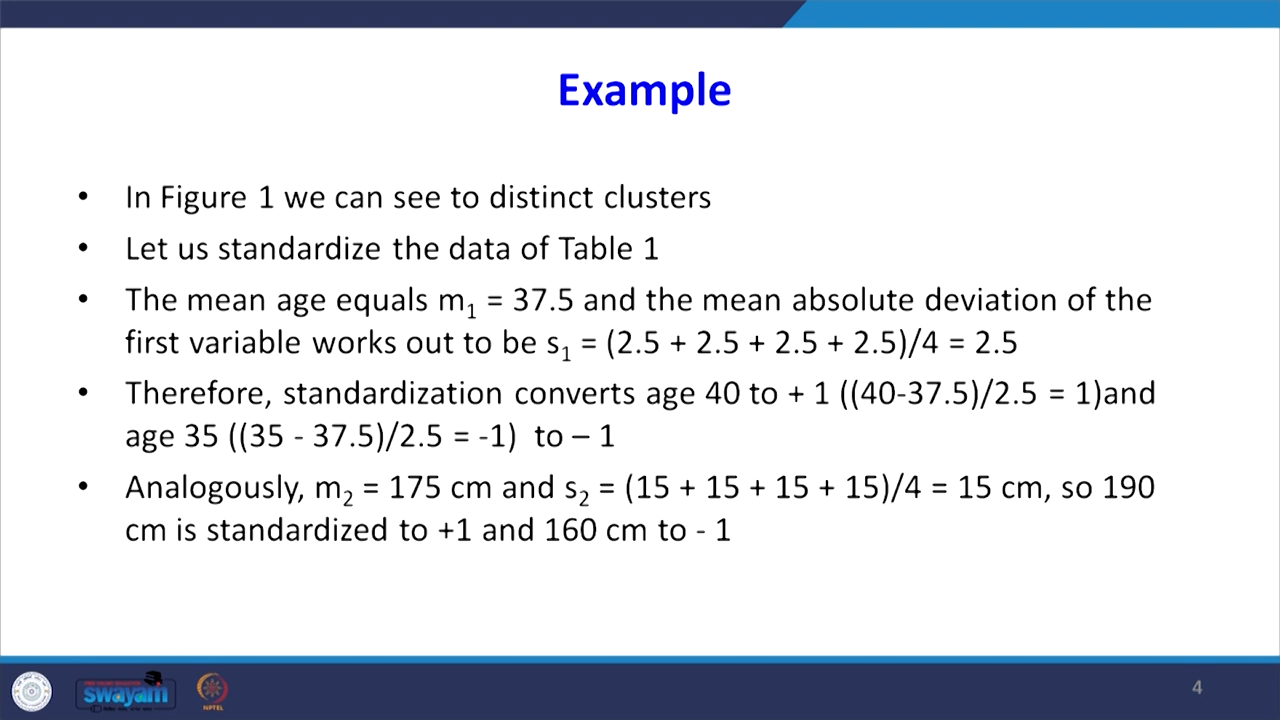 Example
• In Figure 1 we can see to distinct clusters
• Let us standardize the data of Table 1
• The mean age equals m₁ = 37.5 and the mean absolute deviation of the
first variable works out to be s₁ = (2.5 + 2.5 + 2.5 + 2.5)/4 = 2.5
• Therefore, standardization converts age 40 to + 1 ((40-37.5)/2.5 = 1)and
age 35 ((35 - 37.5)/2.5 = -1) to – 1
• Analogously, m₂ = 175 cm and s₂ = (15 + 15 + 15 + 15)/4 = 15 cm, so 190
cm is standardized to +1 and 160 cm to - 1
swayam
NPTEL
4